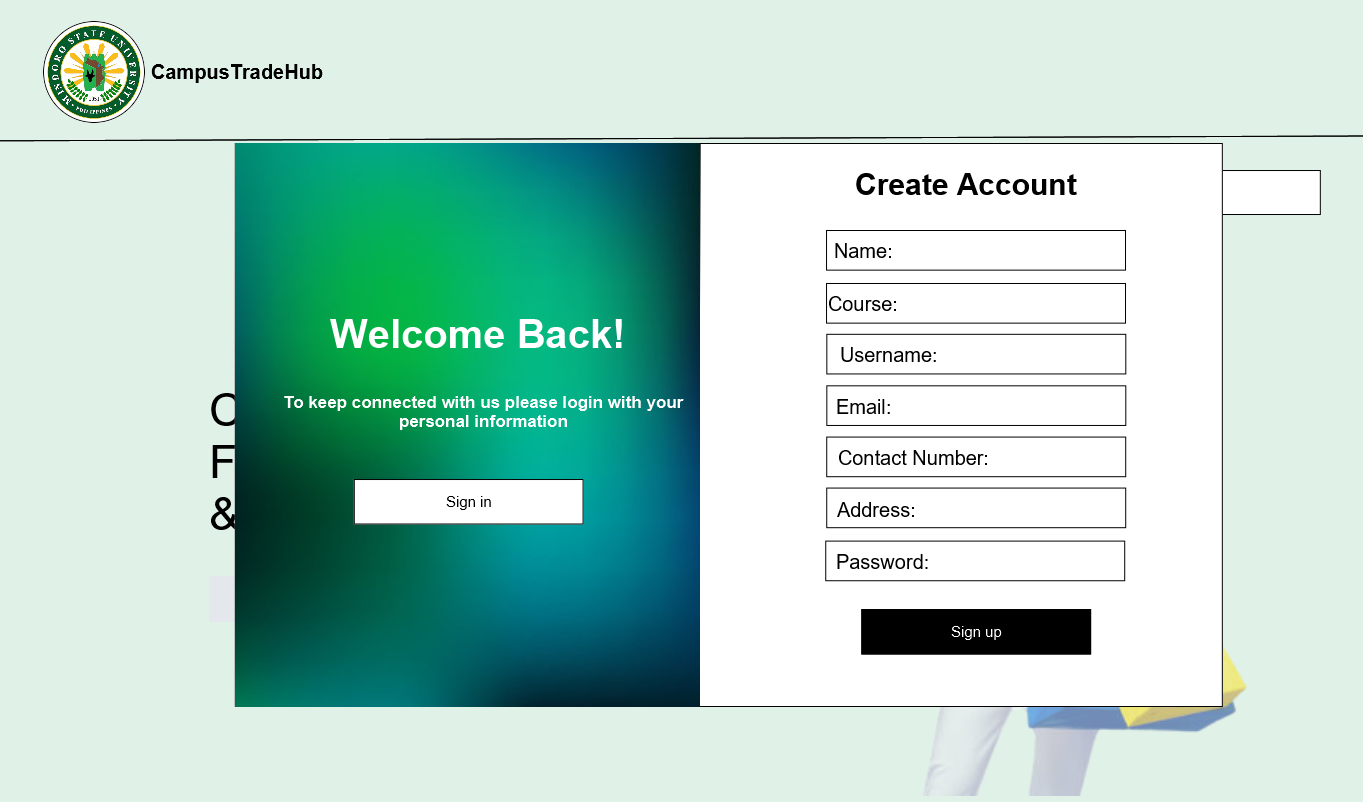 MINDORO STATE UNIVERSITY
PHILIPPINES
CampusTradeHub
Create Account
Name:
Course:
Username:
Email:
Contact Number:
Address:
Password:
Sign up
Welcome Back!
To keep connected with us please login with your
personal information
Sign in
F
&